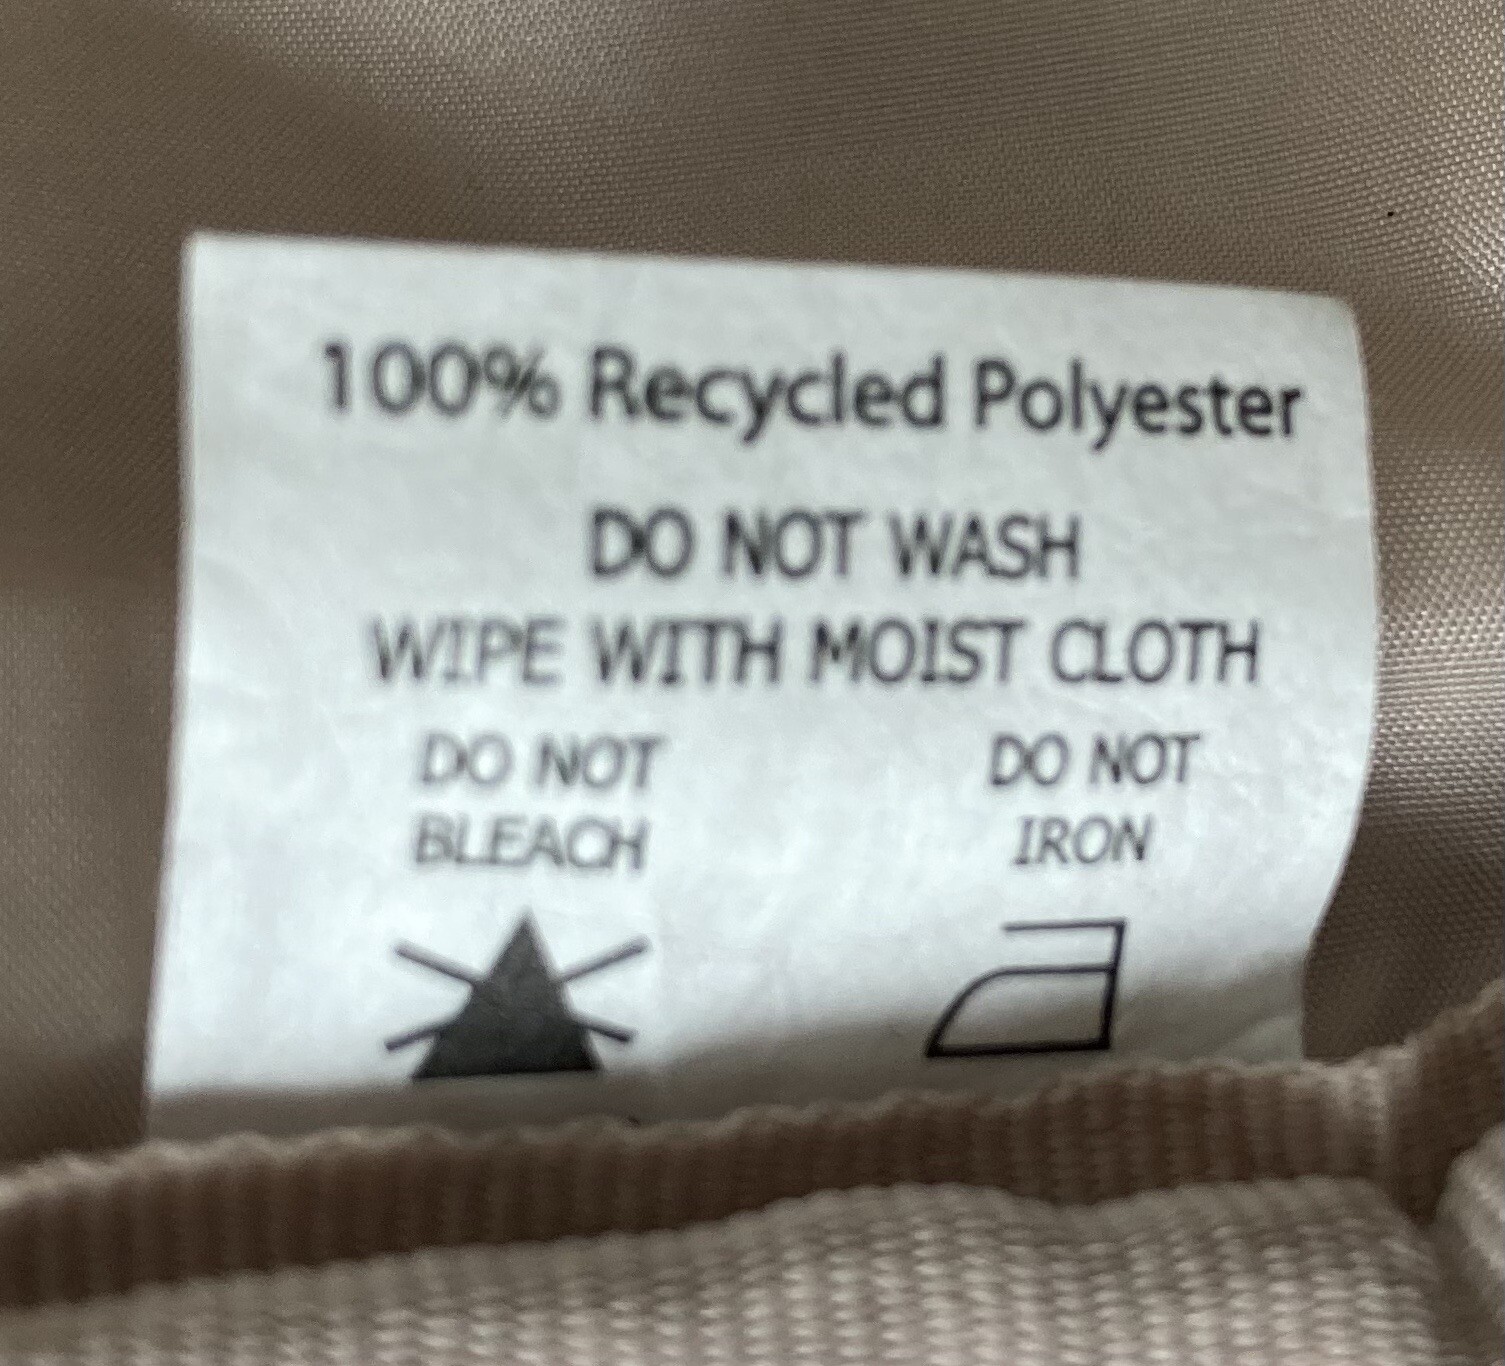 100% Recycled Polyester
DO NOT WASH
WIPE WITH MOIST CLOTH
DO NOT BLEACH
DO NOT IRON